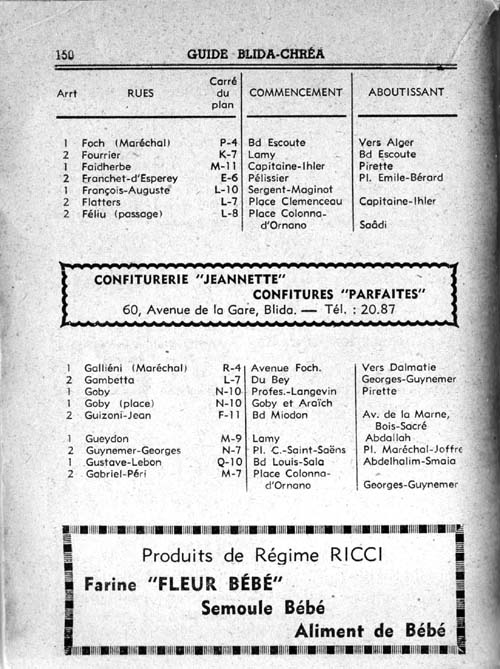 150 GUIDE BLIDA-CHRÉA
Arrt RUES Carré du plan COMMENCEMENT ABOUTISSANT
1 Foch (Maréchal) P-4 Bd Escoute Vers Alger
2 Fourrier K-7 Lamy Bd Escoute
1 Faidherbe M-11 Capitaine-Ihler Pirette
2 Franchet-d'Esperey E-6 Pélissier Pl. Emile-Bérard
1 François-Auguste L-10 Sergent-Maginot
2 Flatters L-7 Place Clemenceau Capitaine-Ihler
2 Féliu (passage) L-8 Place Colonna-
d'Ornano Saâdi
CONFITURERIE "JEANNETTE"
CONFITURES "PARFAITES"
60, Avenue de la Gare, Blida. — Tél. : 20.87
1 Galliéni (Maréchal) R-4 Avenue Foch. Vers Dalmatie
2 Gambetta L-7 Du Bey Georges-Guynemer
1 Goby N-10 Profes.-Langevin Pirette
1 Goby (place) N-10 Goby et Araïch
2 Guizoni-Jean F-11 Bd Miodon Av. de la Marne,
Bois-Sacré
1 Gueydon M-9 Lamy Abdallah
2 Guynemer-Georges N-7 Pl. C.-Saint-Saëns Pl. Maréchal-Joffre
1 Gustave-Lebon Q-10 Bd Louis-Sala Abdelhalim-Smaia
2 Gabriel-Péri M-7 Place Colonna-
d'Ornano Georges-Guynemer
Produits de Régime RICCI
Farine "FLEUR BÉBÉ"
Semoule Bébé
Aliment de Bébé